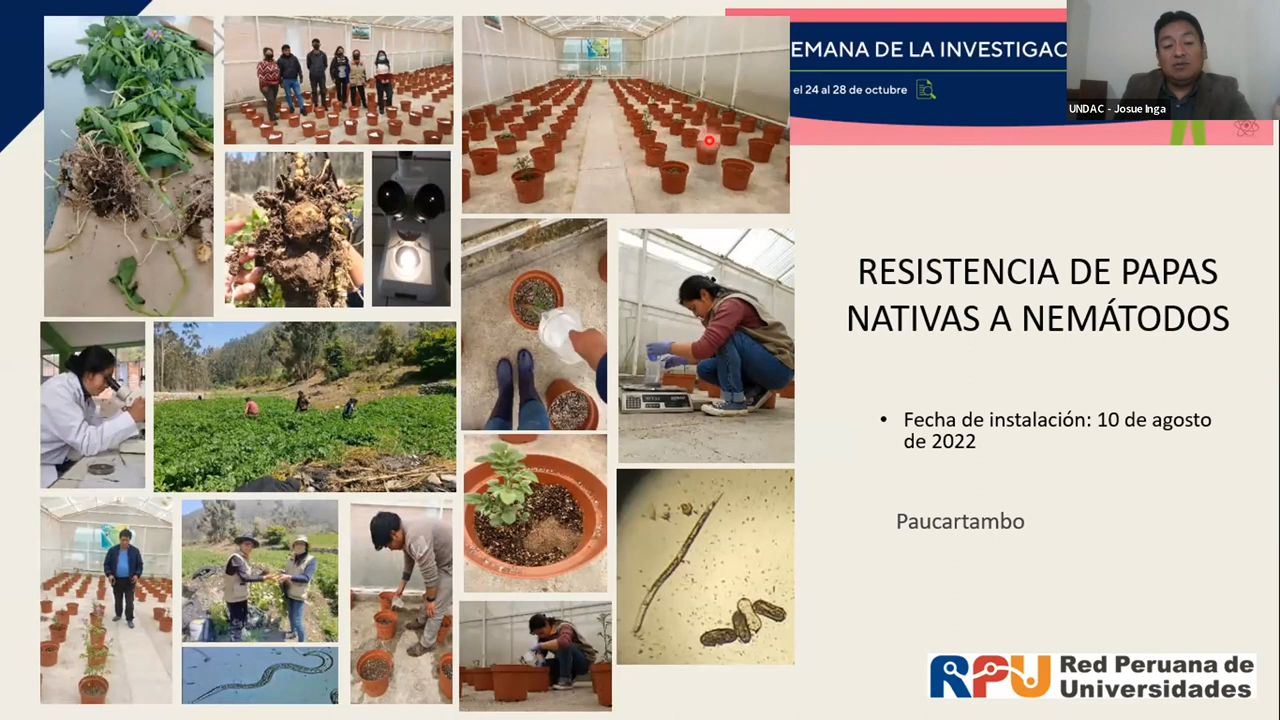 EMANA DE LA INVESTIGAC
el 24 al 28 de octubre
UNDAC - Josue Inga
RESISTENCIA DE PAPAS
NATIVAS A NEMÁTODOS
• Fecha de instalación: 10 de agosto
de 2022
Paucartambo
RPU Red Peruana de
Universidades